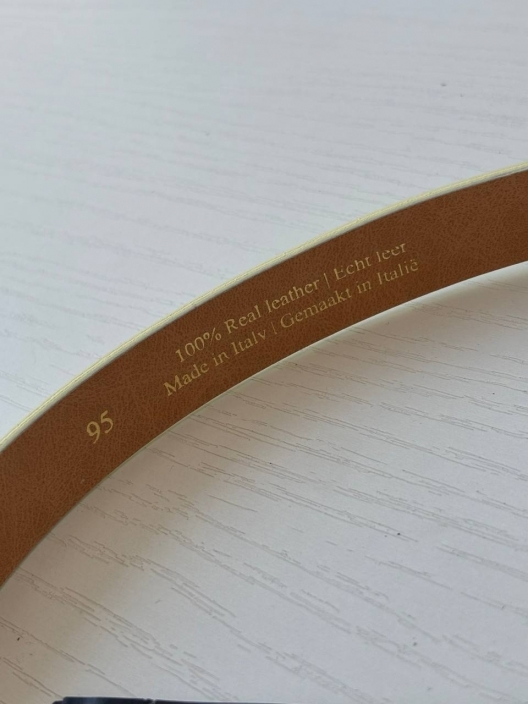 100% Real leather | Echt leer
Made in Italy | Gemaakt in Italië
95